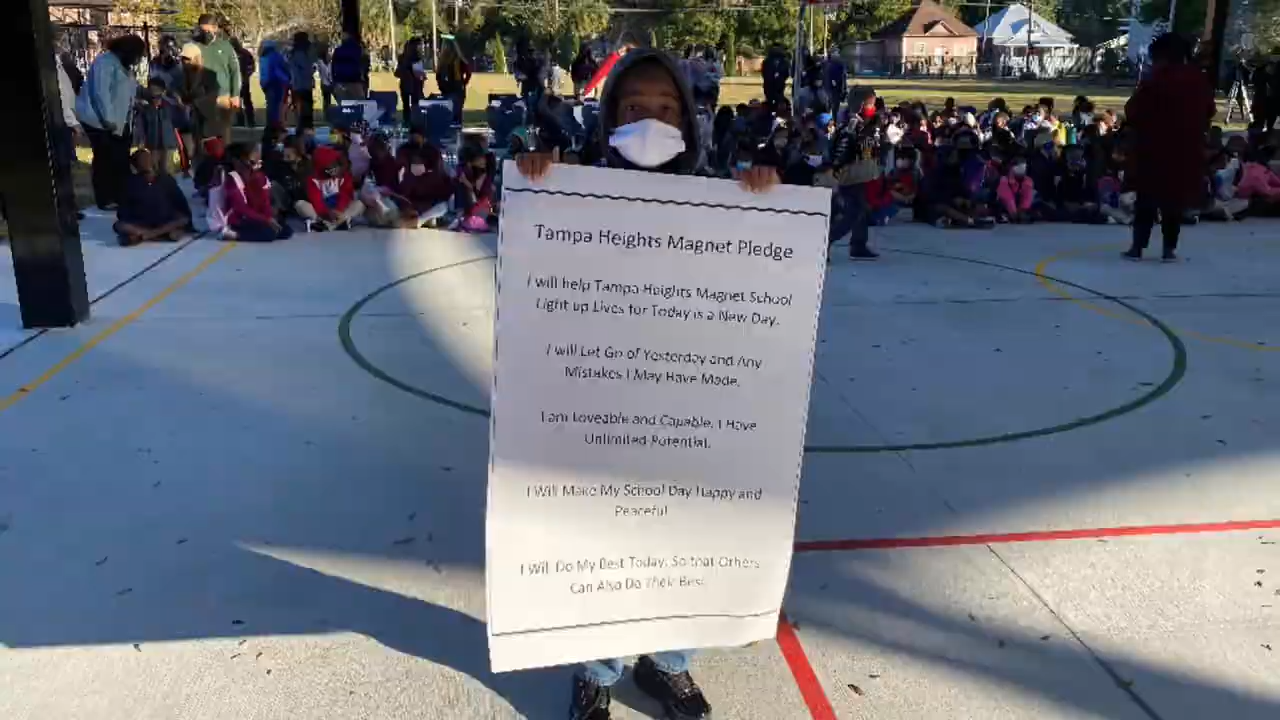 Tampa Heights Magnet Pledge
I will help Tampa Heights Magnet School
Light up Lives for Today is a New Day.
I will Let Go of Yesterday and Any
Mistakes I May Have Made.
I am Loveable and Capable. I Have
Unlimited Potential.
I Will Make My School Day Happy and
Peaceful
I Will Do My Best Today. So that Others
Can Also Do Their Best